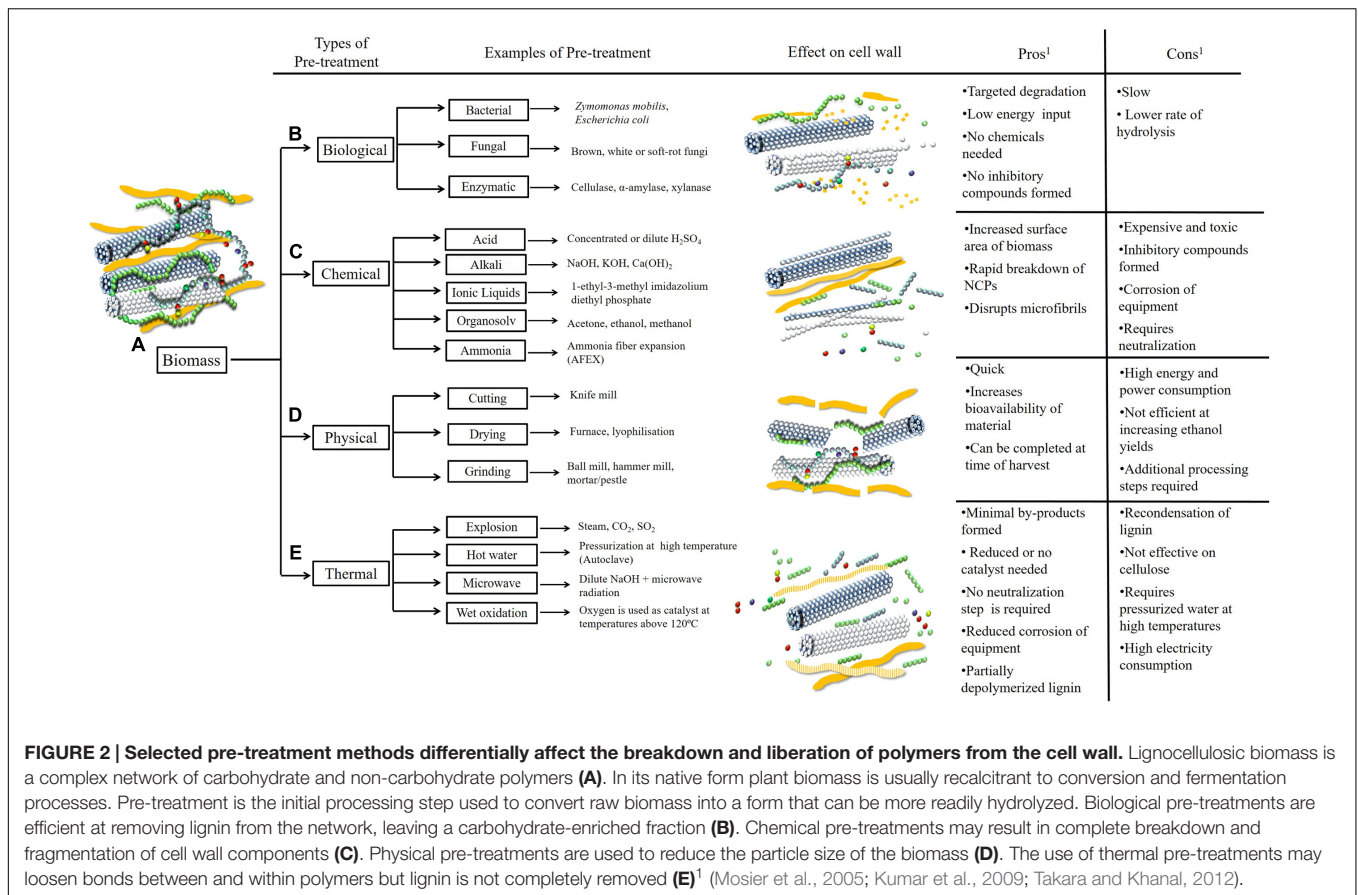 Types of
Pre-treatment
Examples of Pre-treatment
Effect on cell wall
Pros¹
Cons¹
A
Biomass
B
Biological
Bacterial
Zymomonas mobilis,
Escherichia coli
Fungal
Brown, white or soft-rot fungi
Enzymatic
Cellulase, α-amylase, xylanase
•Targeted degradation
•Low energy input
•No chemicals
needed
•No inhibitory
compounds formed
•Slow
• Lower rate of
hydrolysis
C
Chemical
Acid
Concentrated or dilute H₂SO₄
Alkali
NaOH, KOH, Ca(OH)₂
Ionic Liquids
1-ethyl-3-methyl imidazolium
diethyl phosphate
Organosolv
Acetone, ethanol, methanol
Ammonia
Ammonia fiber expansion
(AFEX)
•Increased surface
area of biomass
•Rapid breakdown of
NCPs
•Disrupts microfibrils
•Expensive and toxic
•Inhibitory compounds
formed
•Corrosion of
equipment
•Requires
neutralization
D
Physical
Cutting
Knife mill
Drying
Furnace, lyophilisation
Grinding
Ball mill, hammer mill,
mortar/pestle
•Quick
•Increases
bioavailability of
material
•Can be completed at
time of harvest
•High energy and
power consumption
•Not efficient at
increasing ethanol
yields
•Additional processing
steps required
E
Thermal
Explosion
Steam, CO₂, SO₂
Hot water
Pressurization at high temperature
(Autoclave)
Microwave
Dilute NaOH + microwave
radiation
Wet oxidation
Oxygen is used as catalyst at
temperatures above 120ºC
•Minimal by-products
formed
• Reduced or no
catalyst needed
•No neutralization
step is required
•Reduced corrosion of
equipment
•Partially
depolymerized lignin
•Recondensation of
lignin
•Not effective on
cellulose
•Requires
pressurized water at
high temperatures
•High electricity
consumption
FIGURE 2 | Selected pre-treatment methods differentially affect the breakdown and liberation of polymers from the cell wall. Lignocellulosic biomass is
a complex network of carbohydrate and non-carbohydrate polymers (A). In its native form plant biomass is usually recalcitrant to conversion and fermentation
processes. Pre-treatment is the initial processing step used to convert raw biomass into a form that can be more readily hydrolyzed. Biological pre-treatments are
efficient at removing lignin from the network, leaving a carbohydrate-enriched fraction (B). Chemical pre-treatments may result in complete breakdown and
fragmentation of cell wall components (C). Physical pre-treatments are used to reduce the particle size of the biomass (D). The use of thermal pre-treatments may
loosen bonds between and within polymers but lignin is not completely removed (E)¹ (Mosier et al., 2005; Kumar et al., 2009; Takara and Khanal, 2012).